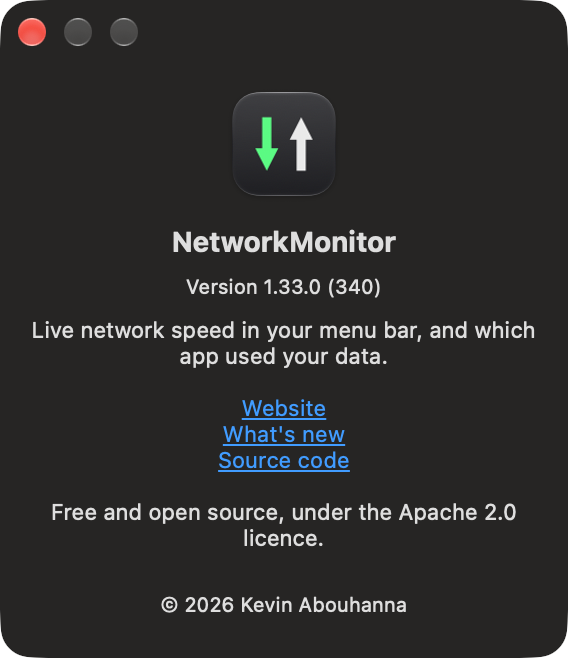 NetworkMonitor
Version 1.33.0 (340)
Live network speed in your menu bar, and which
app used your data.
Website
What's new
Source code
Free and open source, under the Apache 2.0
licence.
© 2026 Kevin Abouhanna